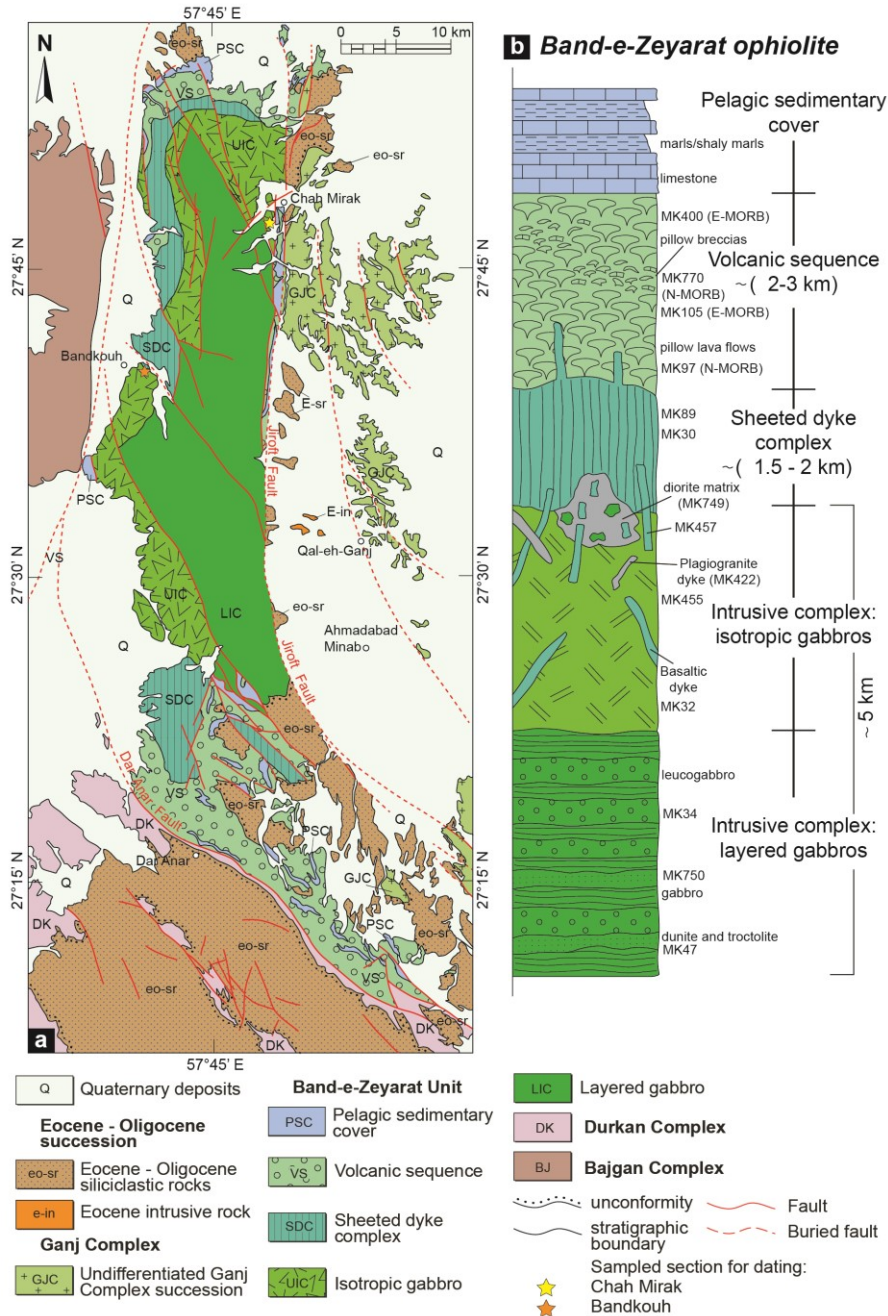 57°45' E
N
0 5 10 km
eo-sr
PSC
Q
VS
eo-sr
UIC
eo-sr
Chah Mirak
27°45' N
27°45' N
GJC
Q
SDC
Bandkouh
E-sr
Jiroft Fault
GJC
Q
PSC
E-in
Qal-eh-Ganj
VS
27°30' N
27°30' N
UIC
LIC
eo-sr
Ahmadabad
Minabo
Q
Jiroft Fault
SDC
eo-sr
Dar Anar Fault
VS
eo-sr
DK
PSC
Q
Dar Anar
27°15' N
27°15' N
Q
GJC
DK
PSC
eo-sr
eo-sr
eo-sr
VS
DK
eo-sr
DK
a
57°45' E
b Band-e-Zeyarat ophiolite
Pelagic sedimentary
cover
marls/shaly marls
limestone
MK400 (E-MORB)
pillow breccias
Volcanic sequence
~( 2-3 km)
MK770
(N-MORB)
MK105 (E-MORB)
pillow lava flows
MK97 (N-MORB)
MK89
MK30
Sheeted dyke
complex
~( 1.5 - 2 km)
diorite matrix
(MK749)
MK457
Plagiogranite
dyke (MK422)
MK455
Intrusive complex:
isotropic gabbros
Basaltic
dyke
MK32
~ 5 km
leucogabbro
MK34
Intrusive complex:
layered gabbros
MK750
gabbro
dunite and troctolite
MK47
Q Quaternary deposits
Eocene - Oligocene
succession
eo-sr Eocene - Oligocene
siliciclastic rocks
e-in Eocene intrusive rock
Ganj Complex
GJC Undifferentiated Ganj
Complex succession
Band-e-Zeyarat Unit
PSC Pelagic sedimentary
cover
VS Volcanic sequence
SDC Sheeted dyke
complex
UIC Isotropic gabbro
LIC Layered gabbro
DK Durkan Complex
BJ Bajgan Complex
unconformity
Fault
stratigraphic
boundary
Buried fault
Sampled section for dating:
Chah Mirak
Bandkouh